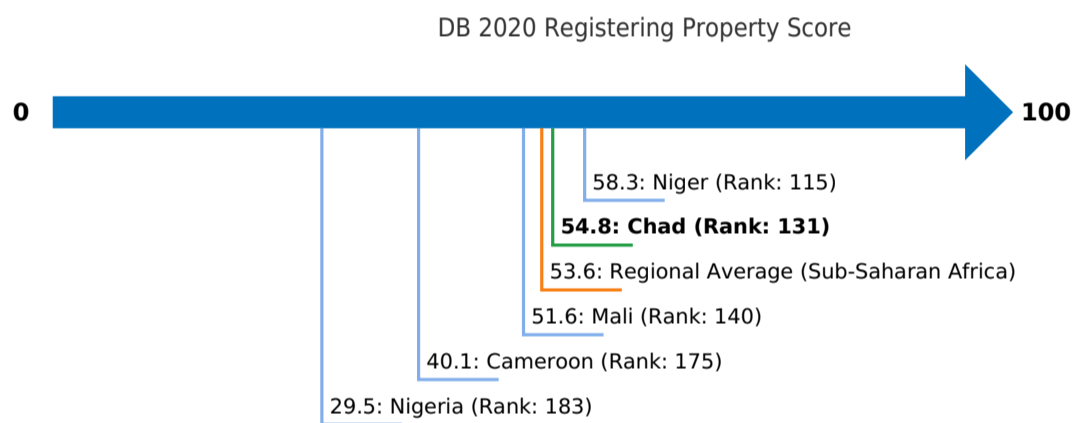 DB 2020 Registering Property Score
0
100
58.3: Niger (Rank: 115)
54.8: Chad (Rank: 131)
53.6: Regional Average (Sub-Saharan Africa)
51.6: Mali (Rank: 140)
40.1: Cameroon (Rank: 175)
29.5: Nigeria (Rank: 183)